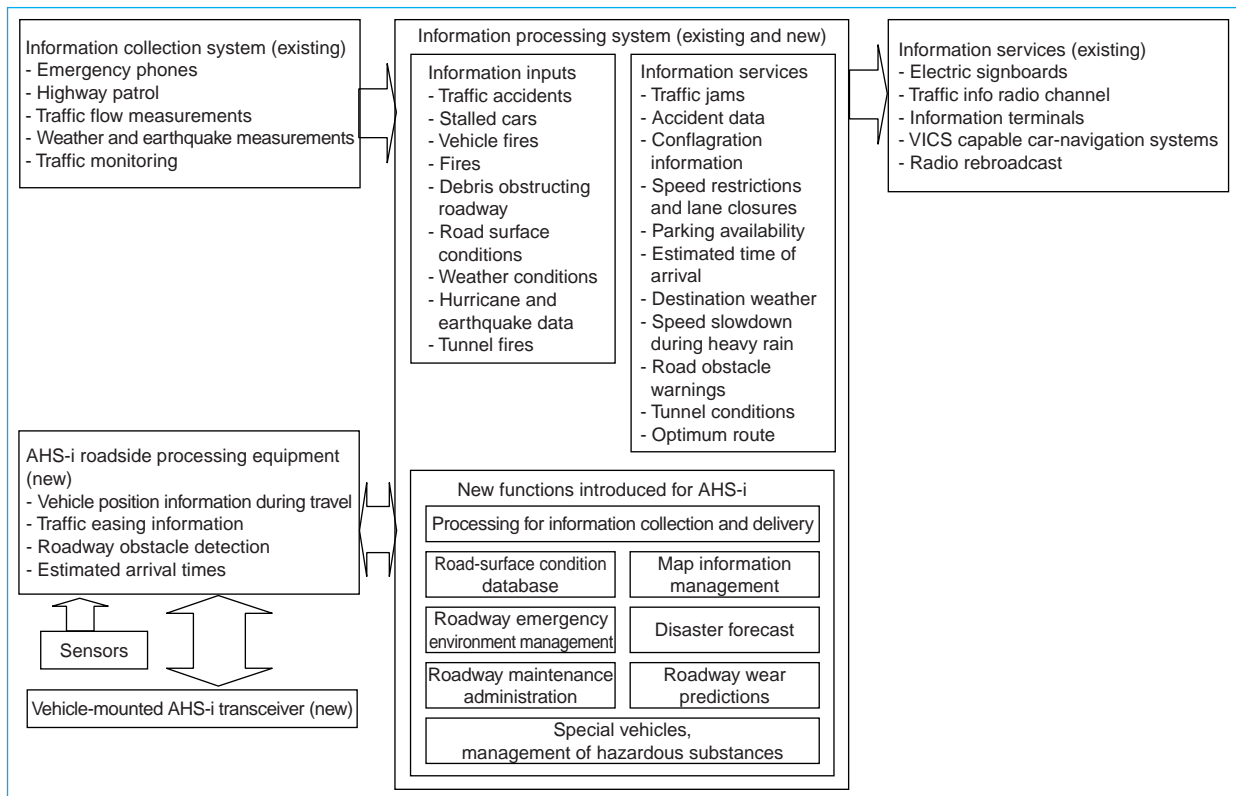 Information collection system (existing)
- Emergency phones
- Highway patrol
- Traffic flow measurements
- Weather and earthquake measurements
- Traffic monitoring
Information processing system (existing and new)
Information inputs
- Traffic accidents
- Stalled cars
- Vehicle fires
- Fires
- Debris obstructing
roadway
- Road surface
conditions
- Weather conditions
- Hurricane and
earthquake data
- Tunnel fires
Information services
- Traffic jams
- Accident data
- Conflagration
information
- Speed restrictions
and lane closures
- Parking availability
- Estimated time of
arrival
- Destination weather
- Speed slowdown
during heavy rain
- Road obstacle
warnings
- Tunnel conditions
- Optimum route
Information services (existing)
- Electric signboards
- Traffic info radio channel
- Information terminals
- VICS capable car-navigation systems
- Radio rebroadcast
AHS-i roadside processing equipment
(new)
- Vehicle position information during travel
- Traffic easing information
- Roadway obstacle detection
- Estimated arrival times
Sensors
Vehicle-mounted AHS-i transceiver (new)
New functions introduced for AHS-i
Processing for information collection and delivery
Road-surface condition
database
Map information
management
Roadway emergency
environment management
Disaster forecast
Roadway maintenance
administration
Roadway wear
predictions
Special vehicles,
management of hazardous substances